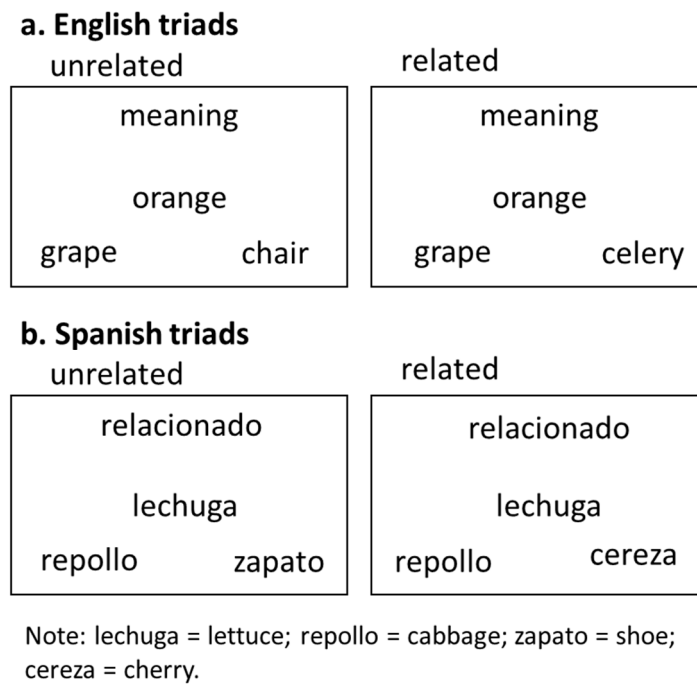 a. English triads
unrelated
related
meaning
orange
grape chair
meaning
orange
grape celery
b. Spanish triads
unrelated
related
relacionado
lechuga
repollo zapato
relacionado
lechuga
repollo cereza
Note: lechuga = lettuce; repollo = cabbage; zapato = shoe;
cereza = cherry.